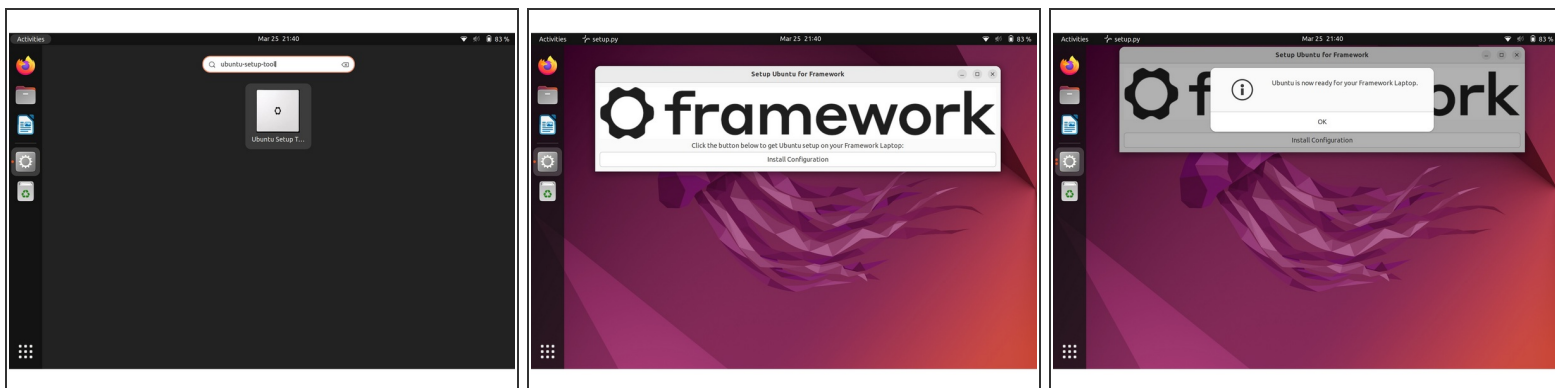 Activities
Mar 25 21:40
83 %
ubuntu-setup-tool
Ubuntu Setup T...
Activities
setup.py
Mar 25 21:40
83 %
Setup Ubuntu for Framework
framework
Click the button below to get Ubuntu setup on your Framework Laptop:
Install Configuration
Activities
setup.py
Mar 25 21:40
83 %
Setup Ubuntu for Framework
f
ork
Ubuntu is now ready for your Framework Laptop.
OK
Install Configuration